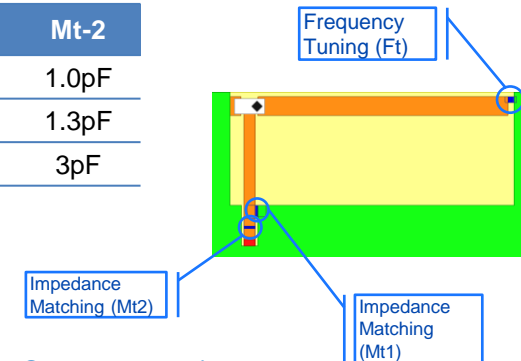 Mt-2
1.0pF
1.3pF
3pF
Frequency
Tuning (Ft)
Impedance
Matching (Mt2)
Impedance
Matching
(Mt1)